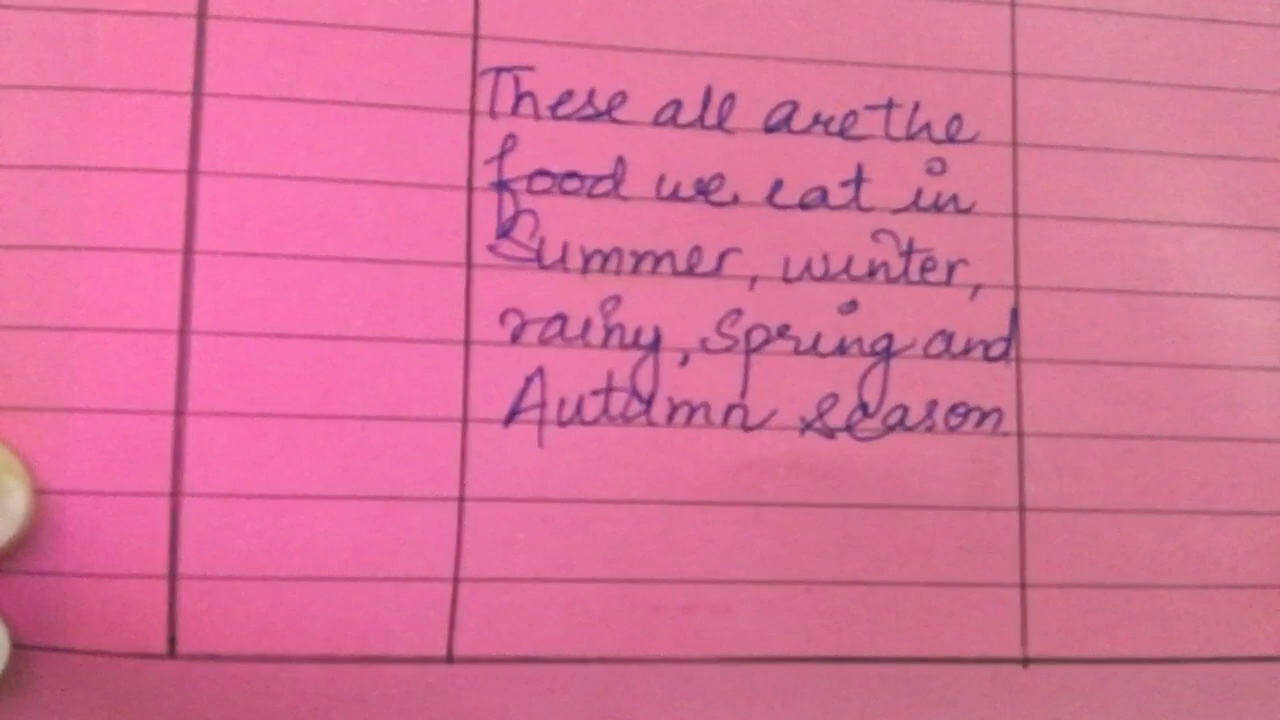 These all are the
food we eat in
Summer, winter,
rainy, Spring and
Autumn season